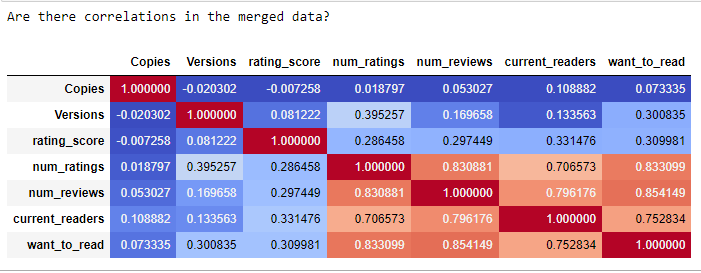 Are there correlations in the merged data?
Copies Versions rating_score num_ratings num_reviews current_readers want_to_read
Copies 1.000000 -0.020302 -0.007258 0.018797 0.053027 0.108882 0.073335
Versions -0.020302 1.000000 0.081222 0.395257 0.169658 0.133563 0.300835
rating_score -0.007258 0.081222 1.000000 0.286458 0.297449 0.331476 0.309981
num_ratings 0.018797 0.395257 0.286458 1.000000 0.830881 0.706573 0.833099
num_reviews 0.053027 0.169658 0.297449 0.830881 1.000000 0.796176 0.854149
current_readers 0.108882 0.133563 0.331476 0.706573 0.796176 1.000000 0.752834
want_to_read 0.073335 0.300835 0.309981 0.833099 0.854149 0.752834 1.000000